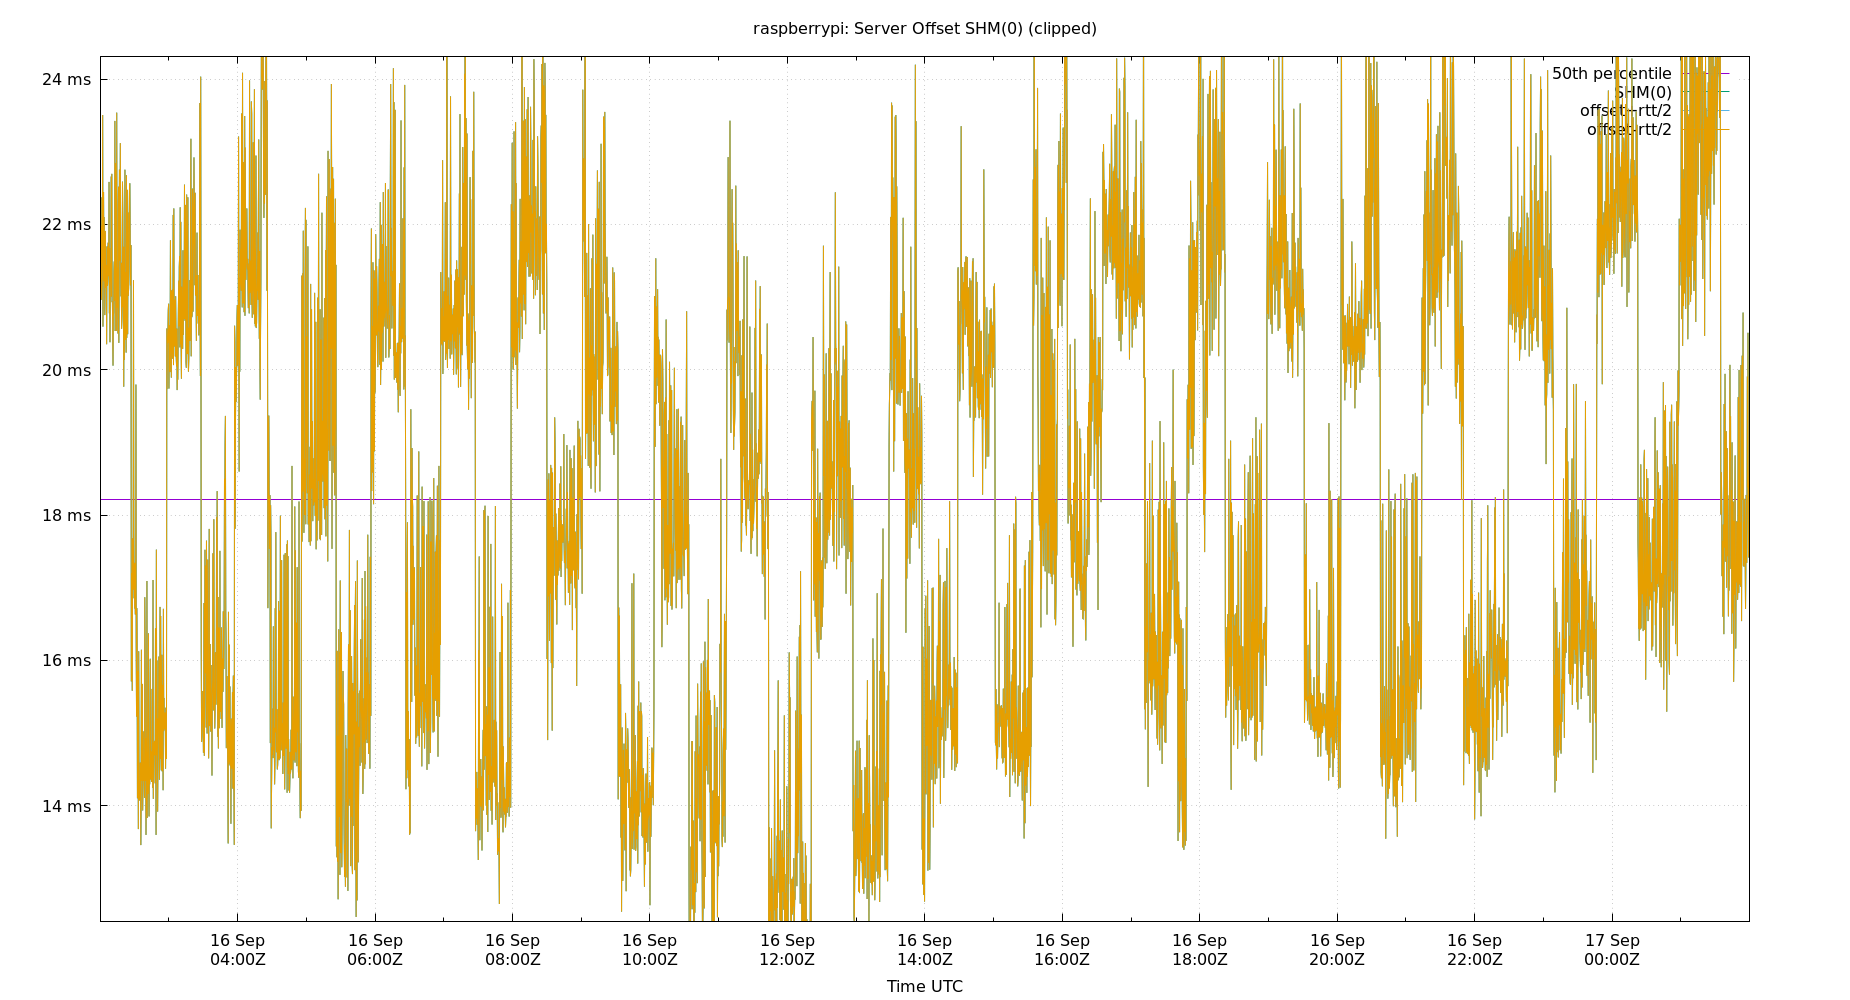 raspberrypi: Server Offset SHM(0) (clipped)
24 ms
22 ms
20 ms
18 ms
16 ms
14 ms
50th percentile
SHM(0)
offset+rtt/2
offset-rtt/2
16 Sep 16 Sep 16 Sep 16 Sep 16 Sep 16 Sep 16 Sep 16 Sep 16 Sep 16 Sep 17 Sep
04:00Z 06:00Z 08:00Z 10:00Z 12:00Z 14:00Z 16:00Z 18:00Z 20:00Z 22:00Z 00:00Z
Time UTC